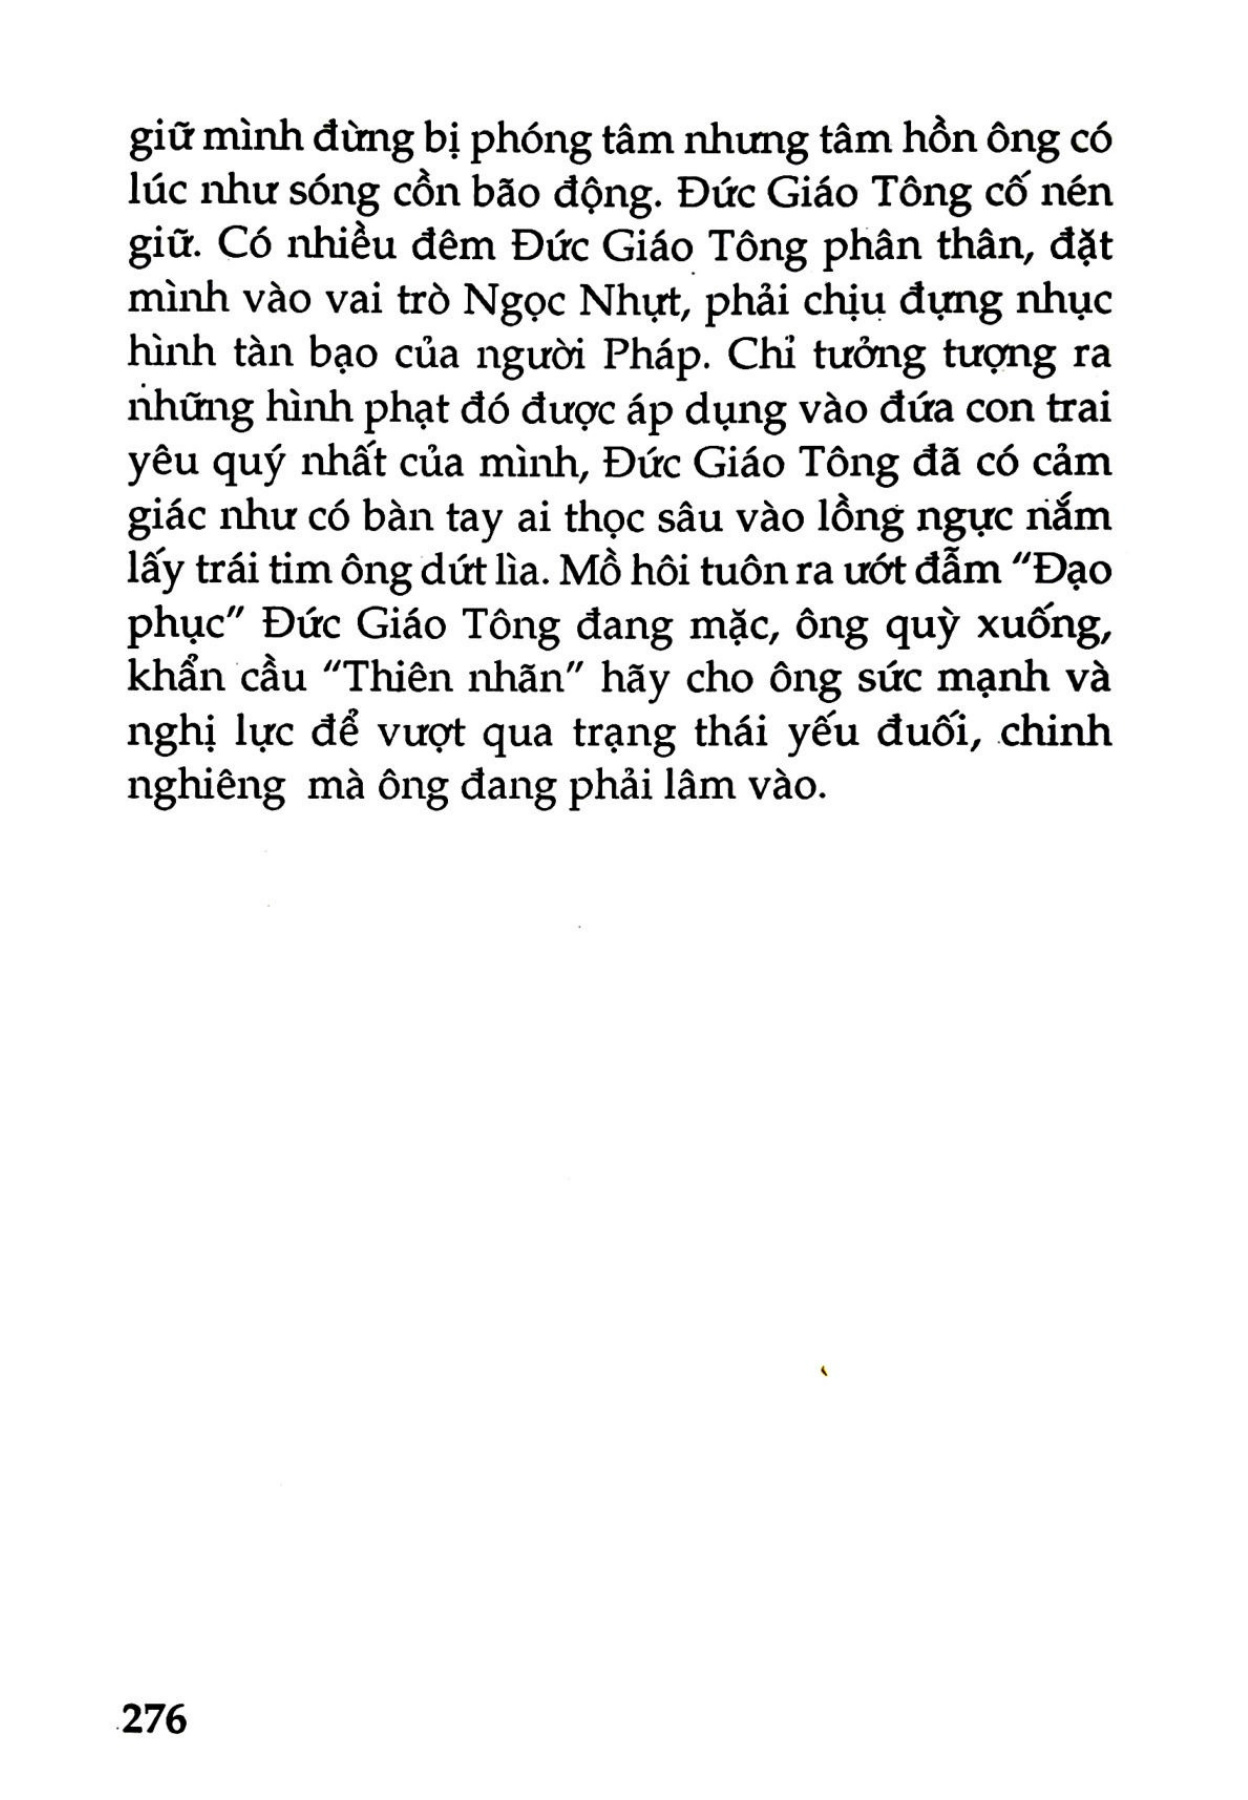 giữ mình đừng bị phóng tâm nhưng tâm hồn ông có
lúc như sóng cồn bão động. Đức Giáo Tông cố nén
giữ. Có nhiều đêm Đức Giáo Tông phân thân, đặt
mình vào vai trò Ngọc Nhựt, phải chịu đựng nhục
hình tàn bạo của người Pháp. Chỉ tưởng tượng ra
những hình phạt đó được áp dụng vào đứa con trai
yêu quý nhất của mình, Đức Giáo Tông đã có cảm
giác như có bàn tay ai thọc sâu vào lồng ngực nắm
lấy trái tim ông dứt lìa. Mồ hôi tuôn ra ướt đẫm "Đạo
phục" Đức Giáo Tông đang mặc, ông quỳ xuống,
khẩn cầu "Thiên nhãn" hãy cho ông sức mạnh và
nghị lực để vượt qua trạng thái yếu đuối, chinh
nghiêng mà ông đang phải lâm vào.
276